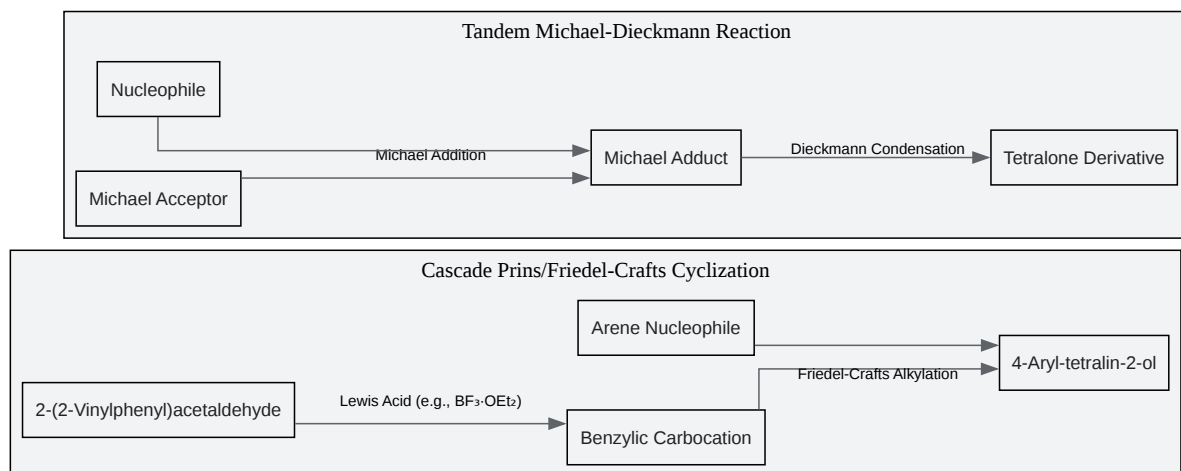 Tandem Michael-Dieckmann Reaction
Nucleophile
Michael Addition
Michael Acceptor
Michael Adduct
Dieckmann Condensation
Tetralone Derivative
Cascade Prins/Friedel-Crafts Cyclization
Arene Nucleophile
4-Aryl-tetralin-2-ol
Friedel-Crafts Alkylation
2-(2-Vinylphenyl)acetaldehyde
Lewis Acid (e.g., BF₃·OEt₂)
Benzylic Carbocation